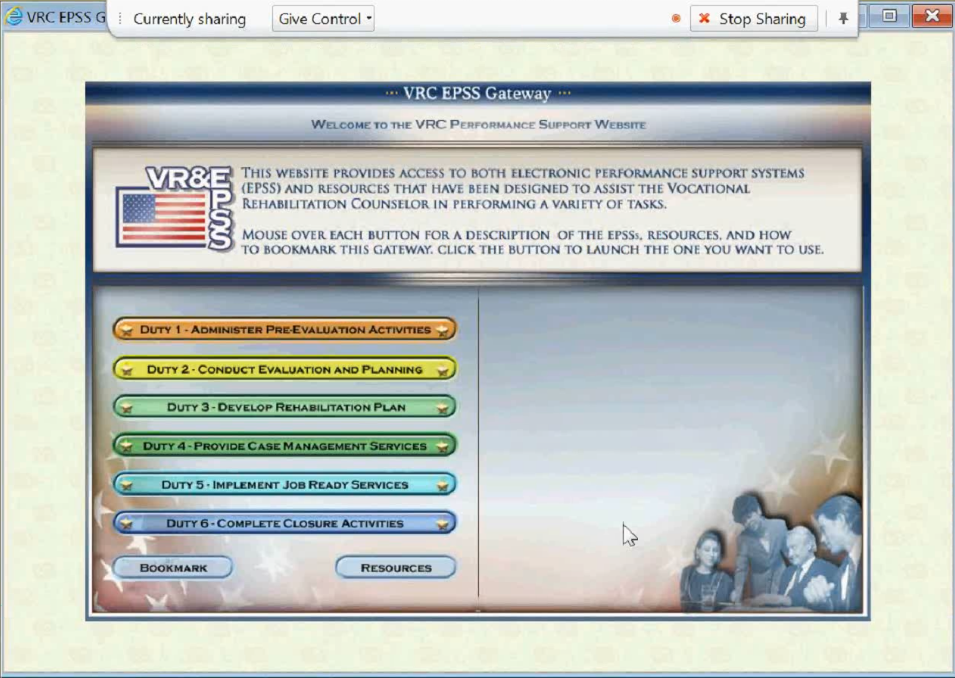 VRC EPSS G
Currently sharing
Give Control
Stop Sharing
··· VRC EPSS Gateway ···
WELCOME TO THE VRC PERFORMANCE SUPPORT WEBSITE
VR&E
EPSS
THIS WEBSITE PROVIDES ACCESS TO BOTH ELECTRONIC PERFORMANCE SUPPORT SYSTEMS
(EPSS) AND RESOURCES THAT HAVE BEEN DESIGNED TO ASSIST THE VOCATIONAL
REHABILITATION COUNSELOR IN PERFORMING A VARIETY OF TASKS.
MOUSE OVER EACH BUTTON FOR A DESCRIPTION OF THE EPSSs, RESOURCES, AND HOW
TO BOOKMARK THIS GATEWAY. CLICK THE BUTTON TO LAUNCH THE ONE YOU WANT TO USE.
DUTY 1 - ADMINISTER PRE-EVALUATION ACTIVITIES
DUTY 2 - CONDUCT EVALUATION AND PLANNING
DUTY 3 - DEVELOP REHABILITATION PLAN
DUTY 4 - PROVIDE CASE MANAGEMENT SERVICES
DUTY 5 - IMPLEMENT JOB READY SERVICES
DUTY 6 - COMPLETE CLOSURE ACTIVITIES
BOOKMARK
RESOURCES